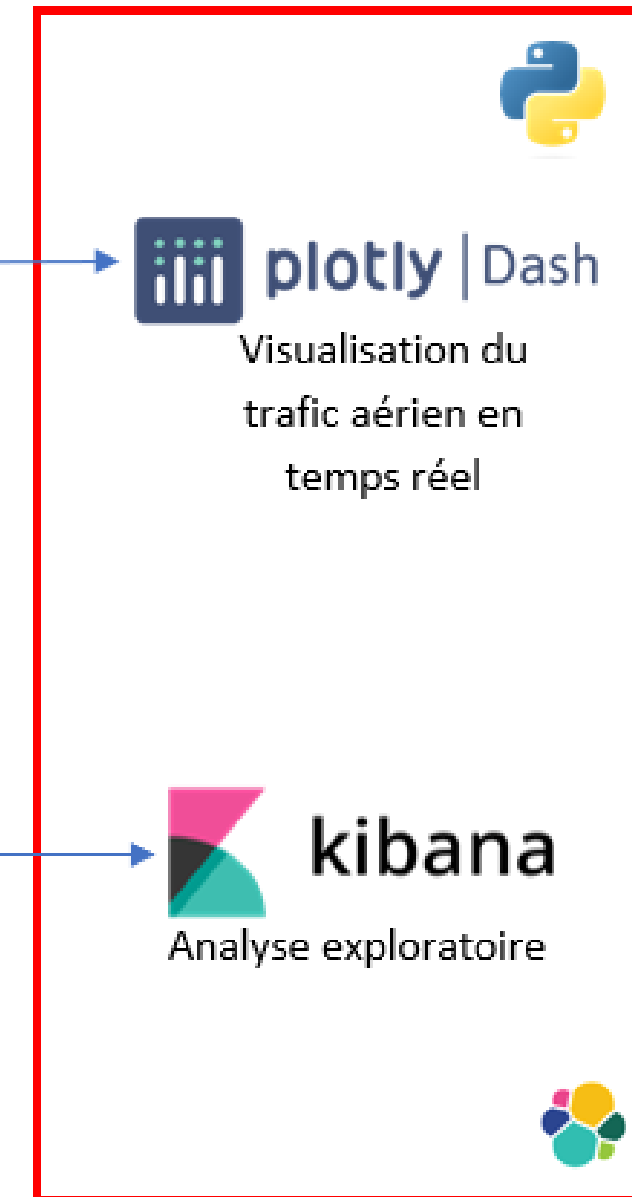 plotly | Dash
Visualisation du
trafic aérien en
temps réel
kibana
Analyse exploratoire